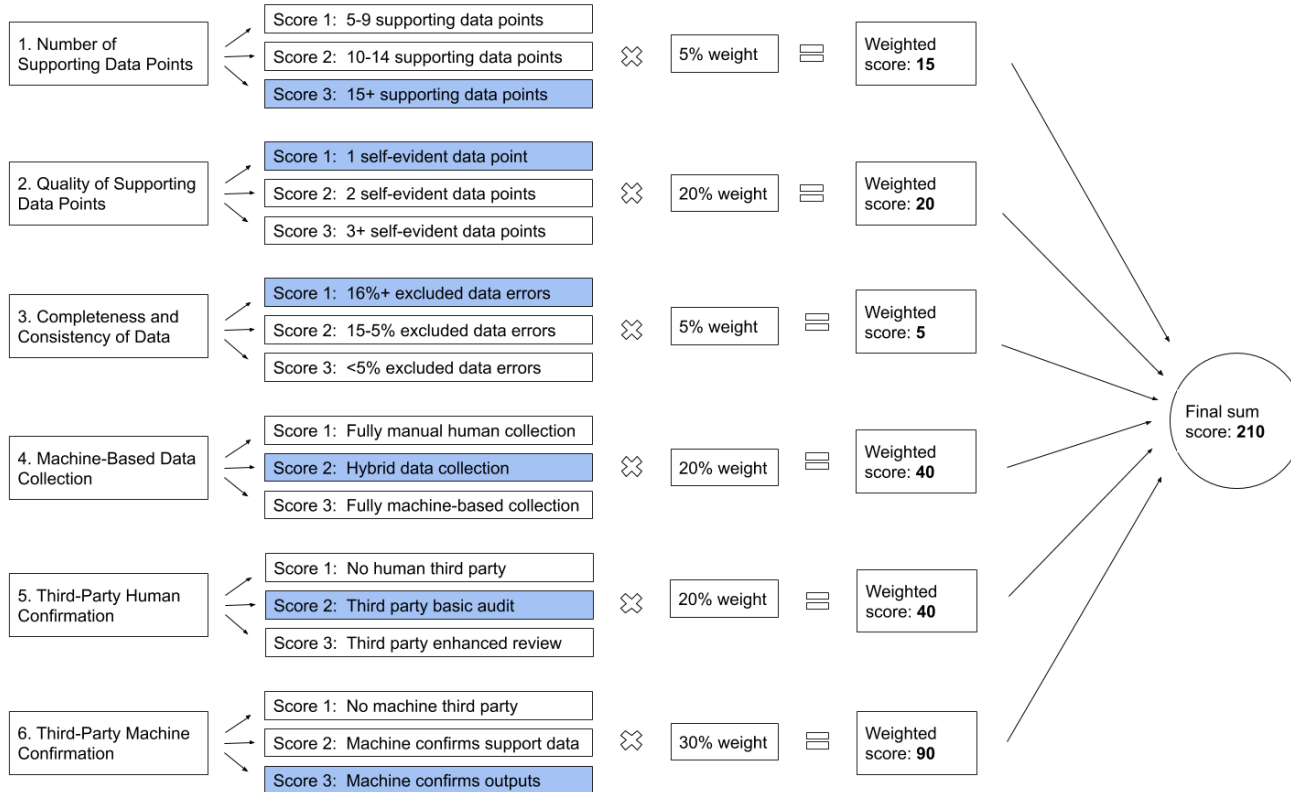 1. Number of
Supporting Data Points
Score 1: 5-9 supporting data points
Score 2: 10-14 supporting data points
Score 3: 15+ supporting data points
5% weight
Weighted
score: 15
2. Quality of Supporting
Data Points
Score 1: 1 self-evident data point
Score 2: 2 self-evident data points
Score 3: 3+ self-evident data points
20% weight
Weighted
score: 20
3. Completeness and
Consistency of Data
Score 1: 16%+ excluded data errors
Score 2: 15-5% excluded data errors
Score 3: <5% excluded data errors
5% weight
Weighted
score: 5
4. Machine-Based Data
Collection
Score 1: Fully manual human collection
Score 2: Hybrid data collection
Score 3: Fully machine-based collection
20% weight
Weighted
score: 40
5. Third-Party Human
Confirmation
Score 1: No human third party
Score 2: Third party basic audit
Score 3: Third party enhanced review
20% weight
Weighted
score: 40
6. Third-Party Machine
Confirmation
Score 1: No machine third party
Score 2: Machine confirms support data
Score 3: Machine confirms outputs
30% weight
Weighted
score: 90
Final sum
score: 210